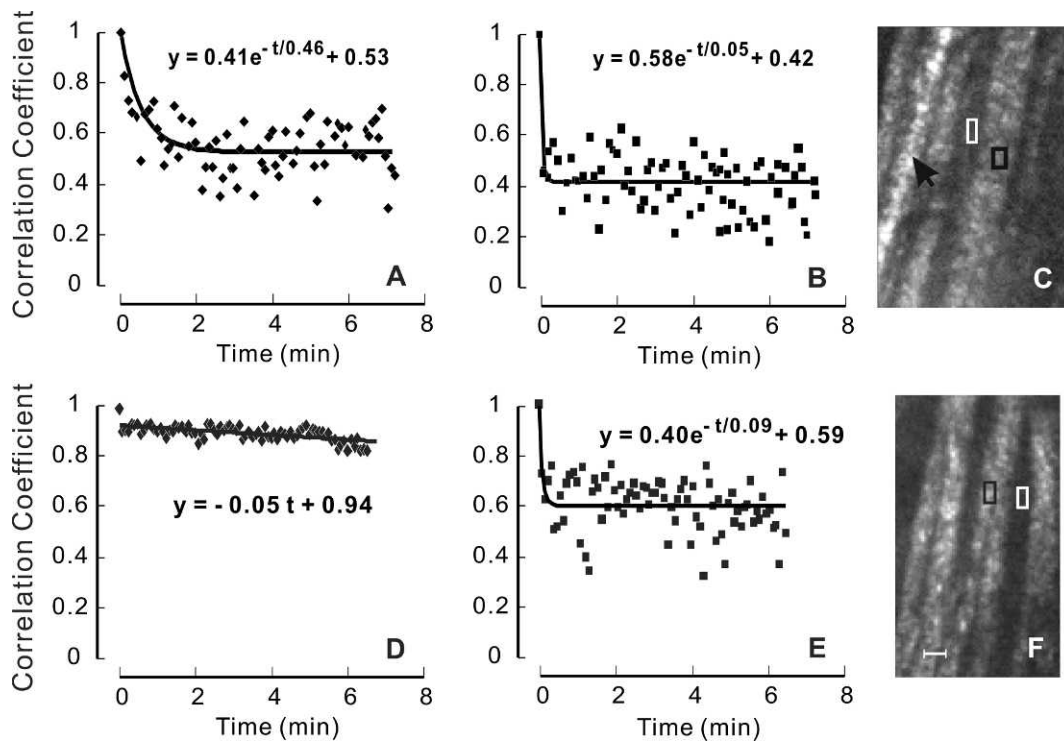 Correlation Coefficient
1
0.8
0.6
0.4
0.2
0
y = 0.41e^- t/0.46 + 0.53
A
0 2 4 6 8
Time (min)
1
0.8
0.6
0.4
0.2
0
y = 0.58e^- t/0.05 + 0.42
B
0 2 4 6 8
Time (min)
C
Correlation Coefficient
1
0.8
0.6
0.4
0.2
0
y = - 0.05 t + 0.94
D
0 2 4 6 8
Time (min)
1
0.8
0.6
0.4
0.2
0
y = 0.40e^- t/0.09 + 0.59
E
0 2 4 6 8
Time (min)
F